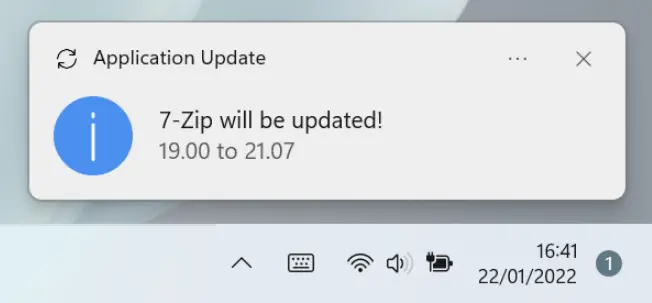 Application Update
7-Zip will be updated!
19.00 to 21.07
16:41
22/01/2022
1